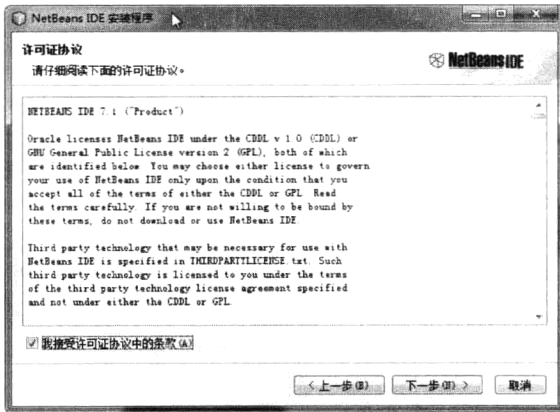 NetBeans IDE 安装程序
许可证协议
请仔细阅读下面的许可证协议。
NetBeans IDE
NETBEANS IDE 7.1 ("Product")
Oracle licenses NetBeans IDE under the CDDL v 1.0 (CDDL) or
GNU General Public License version 2 (GPL), both of which
are identified below. You may choose either license to govern
your use of NetBeans IDE only upon the condition that you
accept all of the terms of either the CDDL or GPL. Read
the terms carefully. If you are not willing to be bound by
these terms, do not download or use NetBeans IDE.
Third party technology that may be necessary for use with
NetBeans IDE is specified in THIRDPARTYLICENSE.txt. Such
third party technology is licensed to you under the terms
of the third party technology license agreement specified
and not under either the CDDL or GPL.
我接受许可证协议中的条款(A)
< 上一步(B)
下一步(N) >
取消